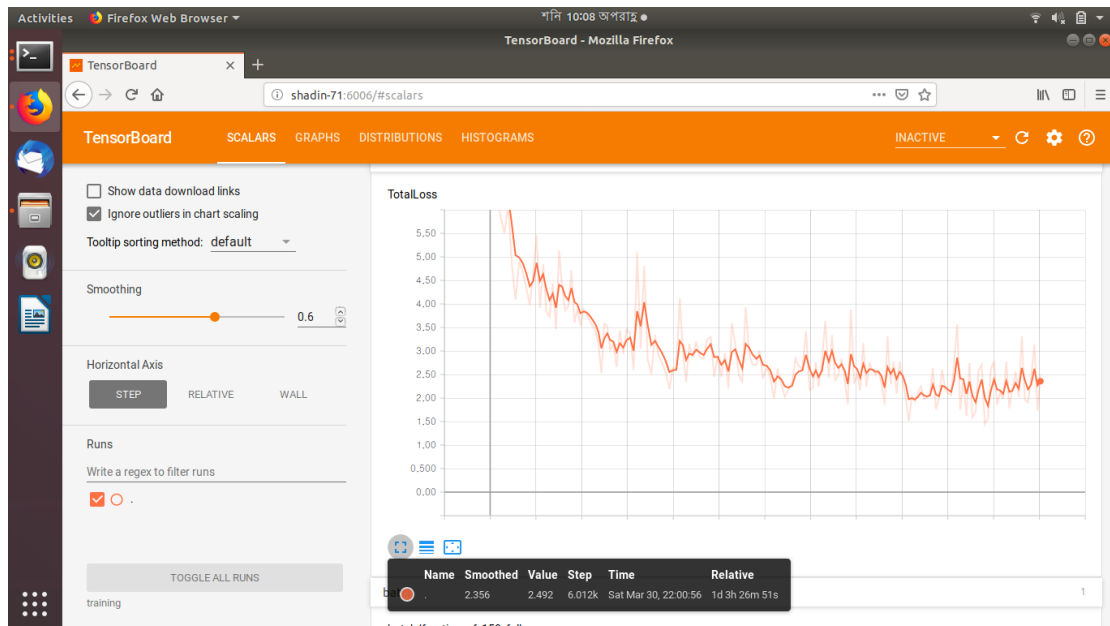 Activities Firefox Web Browser শনি 10:08 অপরাহ্ণ
TensorBoard - Mozilla Firefox
TensorBoard
shadin-71:6006/#scalars
TensorBoard SCALARS GRAPHS DISTRIBUTIONS HISTOGRAMS INACTIVE
Show data download links
Ignore outliers in chart scaling
Tooltip sorting method: default
Smoothing
0.6
Horizontal Axis
STEP RELATIVE WALL
Runs
Write a regex to filter runs
.
TOGGLE ALL RUNS
training
TotalLoss
5.50
5.00
4.50
4.00
3.50
3.00
2.50
2.00
1.50
1.00
0.500
0.00
Name Smoothed Value Step Time Relative
. 2.356 2.492 6.012k Sat Mar 30, 22:00:56 1d 3h 26m 51s
1